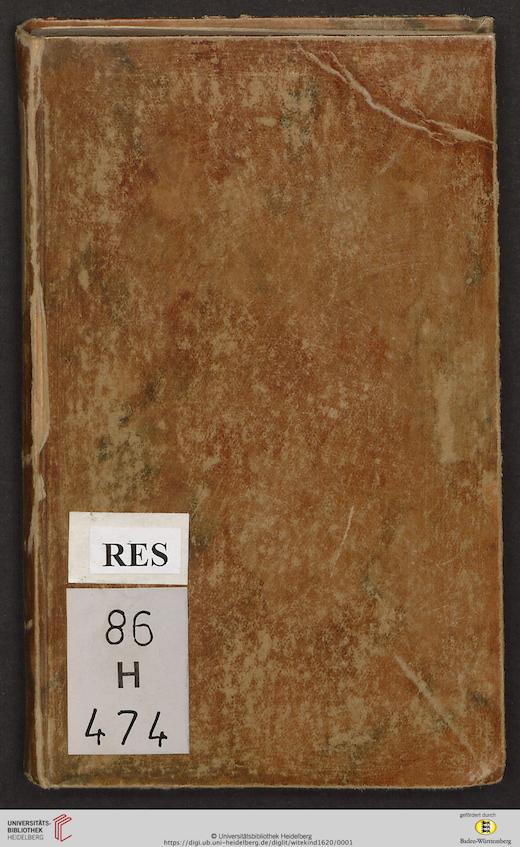 RES
86
H
474
UNIVERSITÄTS-
BIBLIOTHEK
HEIDELBERG
© Universitätsbibliothek Heidelberg
https://digi.ub.uni-heidelberg.de/diglit/witekind1620/0001
gefördert durch
Baden-Württemberg